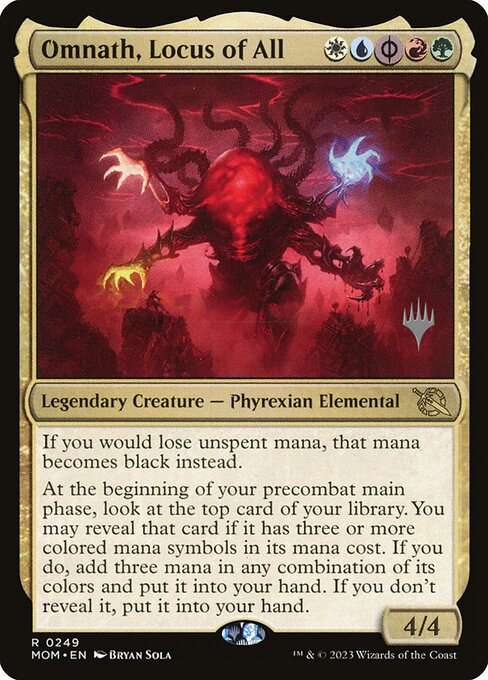 Omnath, Locus of All
Legendary Creature — Phyrexian Elemental
If you would lose unspent mana, that mana
becomes black instead.
At the beginning of your precombat main
phase, look at the top card of your library. You
may reveal that card if it has three or more
colored mana symbols in its mana cost. If you
do, add three mana in any combination of its
colors and put it into your hand. If you don't
reveal it, put it into your hand.
4/4
R 0249
MOM • EN Bryan Sola
™ & © 2023 Wizards of the Coast